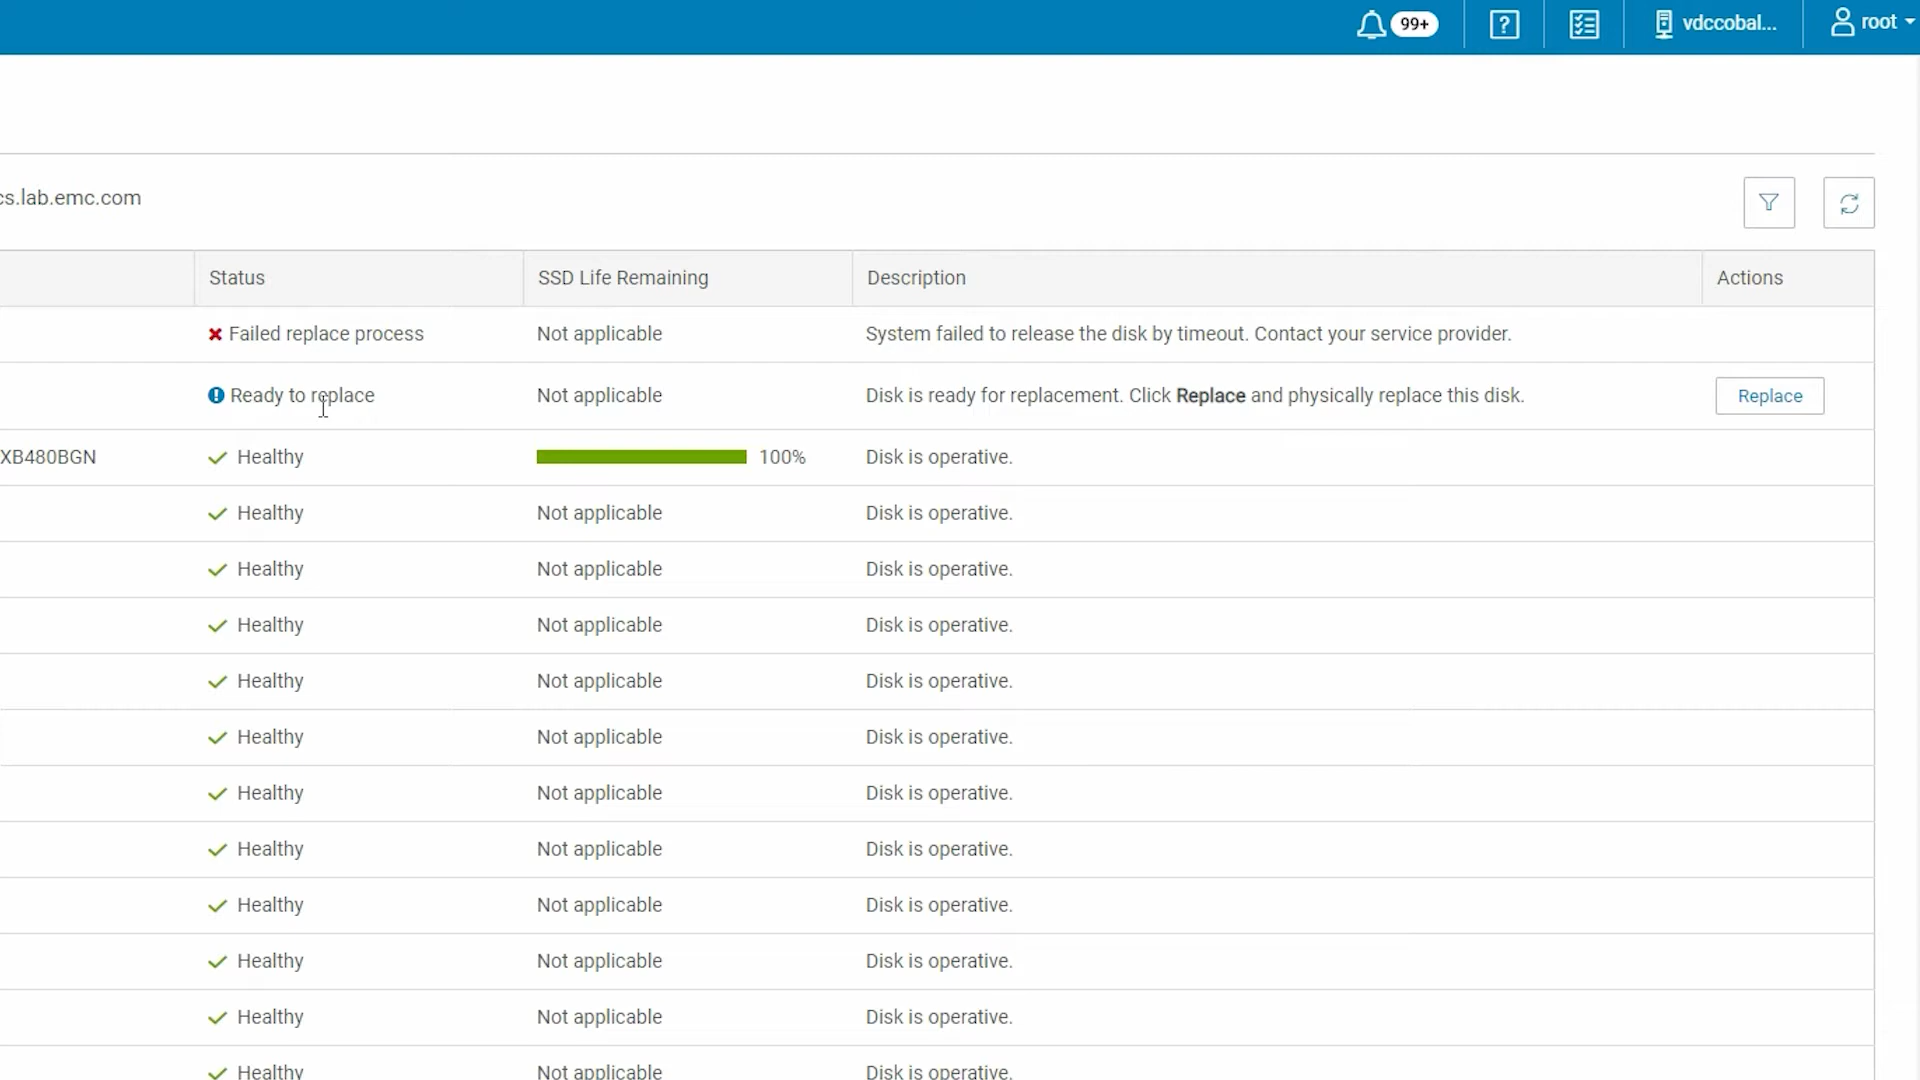 99+ ? vdccobal... root
cs.lab.emc.com
Status SSD Life Remaining Description Actions
Failed replace process Not applicable System failed to release the disk by timeout. Contact your service provider.
Ready to replace Not applicable Disk is ready for replacement. Click Replace and physically replace this disk. Replace
XB480BGN Healthy 100% Disk is operative.
Healthy Not applicable Disk is operative.
Healthy Not applicable Disk is operative.
Healthy Not applicable Disk is operative.
Healthy Not applicable Disk is operative.
Healthy Not applicable Disk is operative.
Healthy Not applicable Disk is operative.
Healthy Not applicable Disk is operative.
Healthy Not applicable Disk is operative.
Healthy Not applicable Disk is operative.
Healthy Not applicable Disk is operative.
Healthy Not applicable Disk is operative.